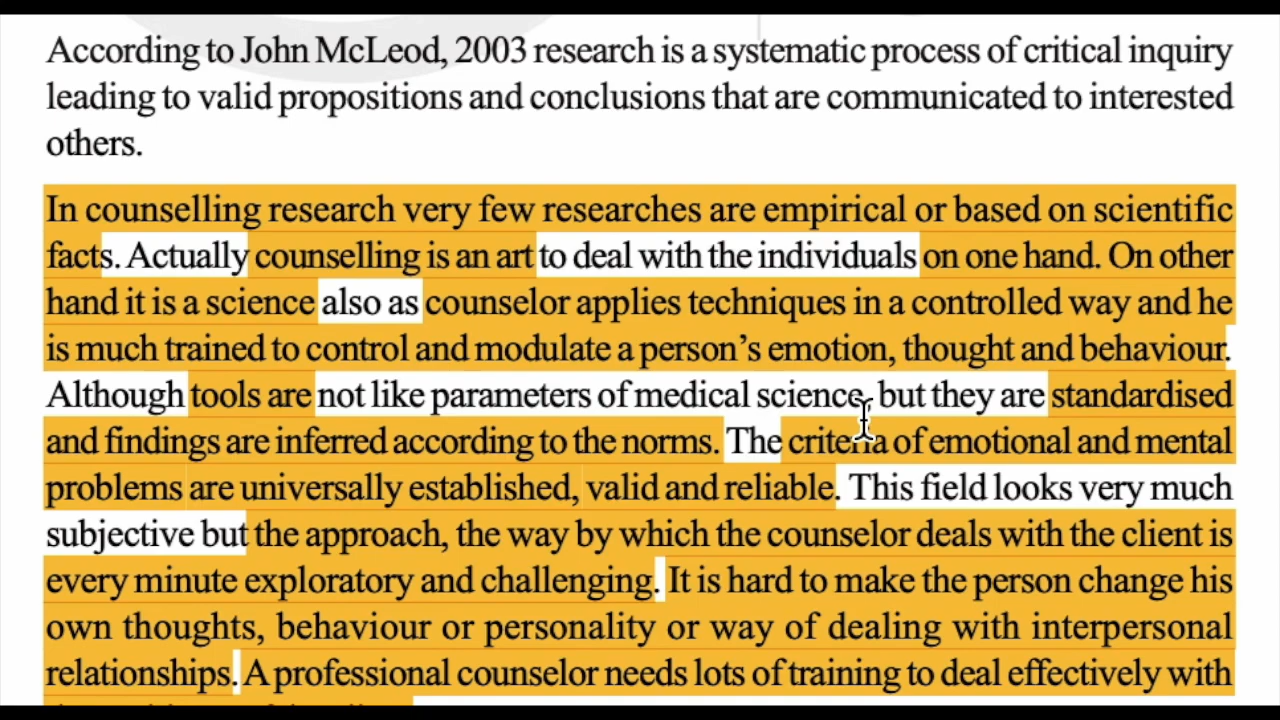 According to John McLeod, 2003 research is a systematic process of critical inquiry
leading to valid propositions and conclusions that are communicated to interested
others.
In counselling research very few researches are empirical or based on scientific
facts. Actually counselling is an art to deal with the individuals on one hand. On other
hand it is a science also as counselor applies techniques in a controlled way and he
is much trained to control and modulate a person's emotion, thought and behaviour.
Although tools are not like parameters of medical science, but they are standardised
and findings are inferred according to the norms. The criteria of emotional and mental
problems are universally established, valid and reliable. This field looks very much
subjective but the approach, the way by which the counselor deals with the client is
every minute exploratory and challenging. It is hard to make the person change his
own thoughts, behaviour or personality or way of dealing with interpersonal
relationships. A professional counselor needs lots of training to deal effectively with